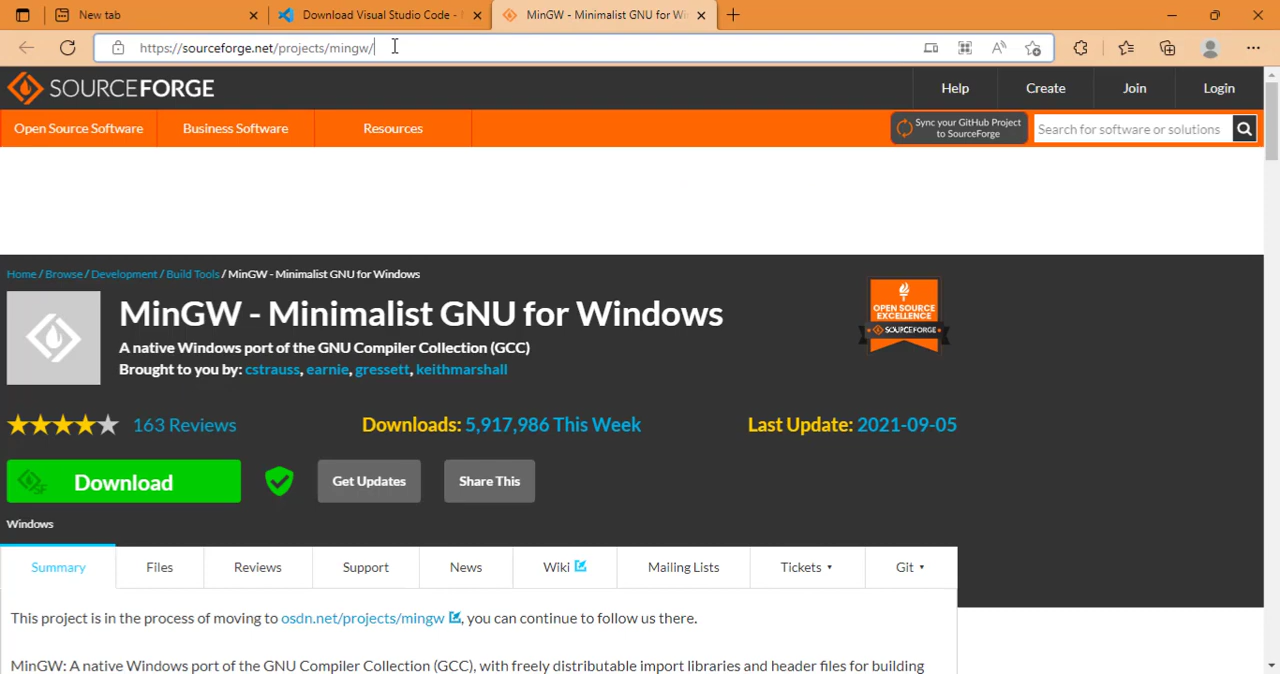 New tab
Download Visual Studio Code -
MinGW - Minimalist GNU for Wi
https://sourceforge.net/projects/mingw/
SOURCEFORGE
Help
Create
Join
Login
Open Source Software
Business Software
Resources
Sync your GitHub Project
to SourceForge
Search for software or solutions
Home / Browse / Development / Build Tools / MinGW - Minimalist GNU for Windows
MinGW - Minimalist GNU for Windows
A native Windows port of the GNU Compiler Collection (GCC)
Brought to you by: cstrauss, earnie, gressett, keithmarshall
OPEN SOURCE
EXCELLENCE
SOURCEFORGE
163 Reviews
Downloads: 5,917,986 This Week
Last Update: 2021-09-05
Download
Get Updates
Share This
Windows
Summary
Files
Reviews
Support
News
Wiki
Mailing Lists
Tickets
Git
This project is in the process of moving to osdn.net/projects/mingw, you can continue to follow us there.
MinGW: A native Windows port of the GNU Compiler Collection (GCC), with freely distributable import libraries and header files for building